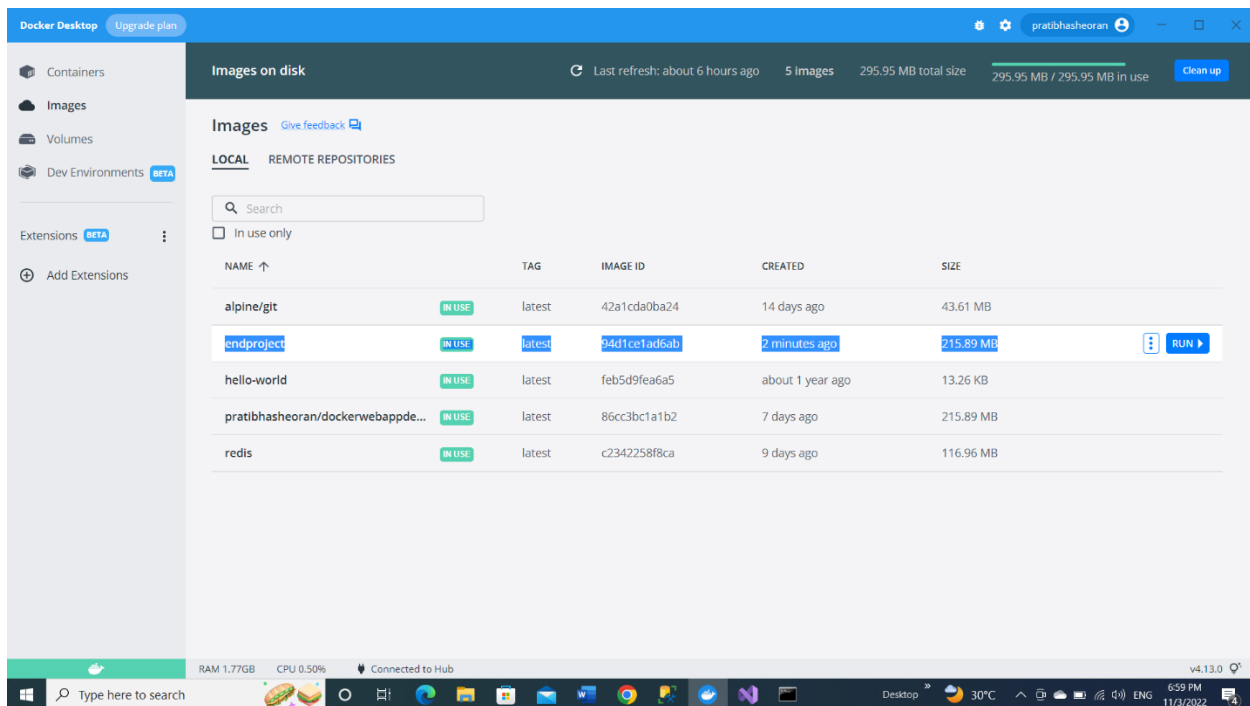 Docker Desktop Upgrade plan pratibhasheoran
Containers
Images
Volumes
Dev Environments BETA
Extensions BETA
Add Extensions
Images on disk Last refresh: about 6 hours ago 5 images 295.95 MB total size 295.95 MB / 295.95 MB in use Clean up
Images Give feedback
LOCAL REMOTE REPOSITORIES
Search
In use only
NAME TAG IMAGE ID CREATED SIZE
alpine/git IN USE latest 42a1cda0ba24 14 days ago 43.61 MB
endproject IN USE latest 94d1ce1ad6ab 2 minutes ago 215.89 MB RUN
hello-world IN USE latest feb5d9fea6a5 about 1 year ago 13.26 KB
pratibhasheoran/dockerwebappde... IN USE latest 86cc3bc1a1b2 7 days ago 215.89 MB
redis IN USE latest c2342258f8ca 9 days ago 116.96 MB
RAM 1.77GB CPU 0.50% Connected to Hub v4.13.0
Type here to search Desktop 30°C ENG 6:59 PM
11/3/2022 4